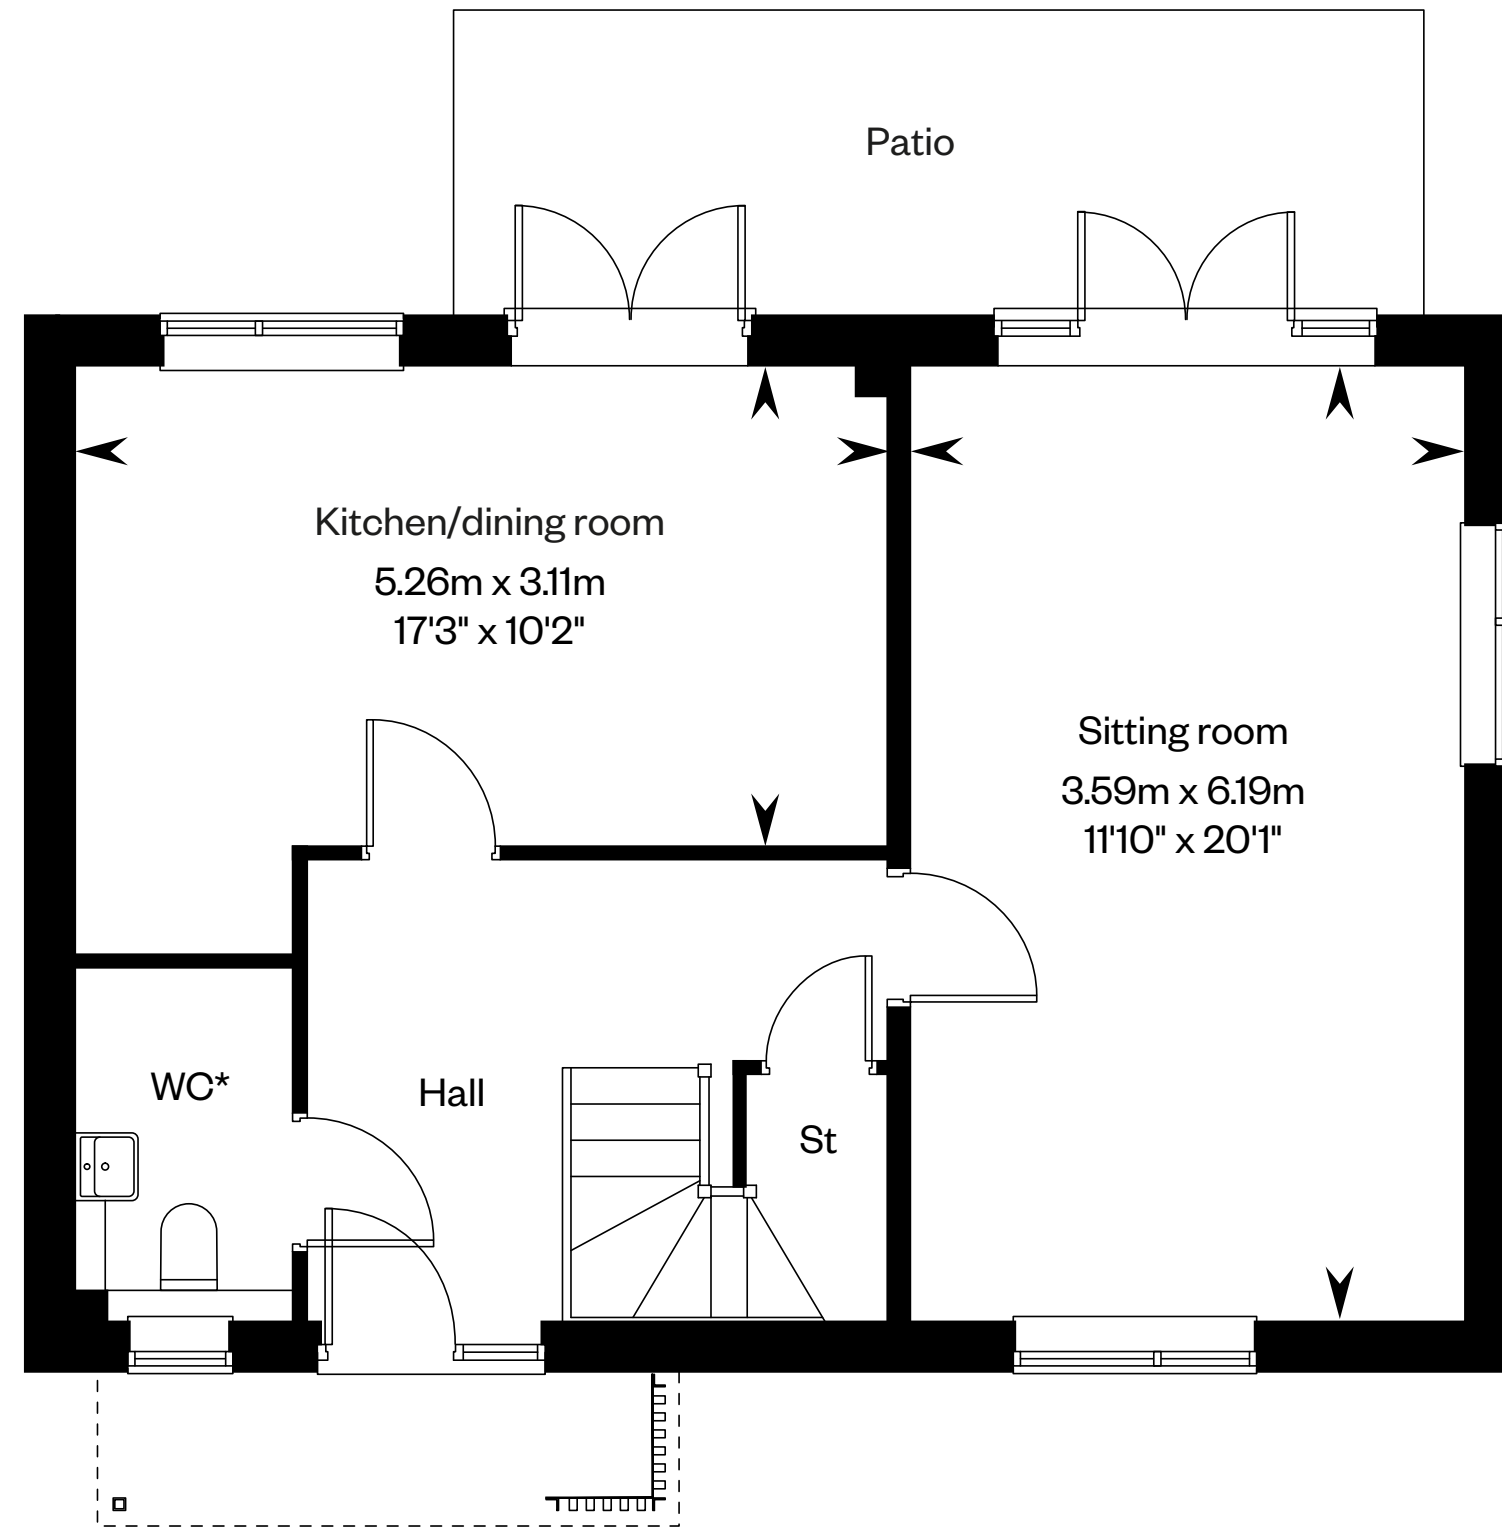 Patio
Kitchen/dining room
5.26m x 3.11m
17'3" x 10'2"
Sitting room
3.59m x 6.19m
11'10" x 20'1"
WC*
Hall
St